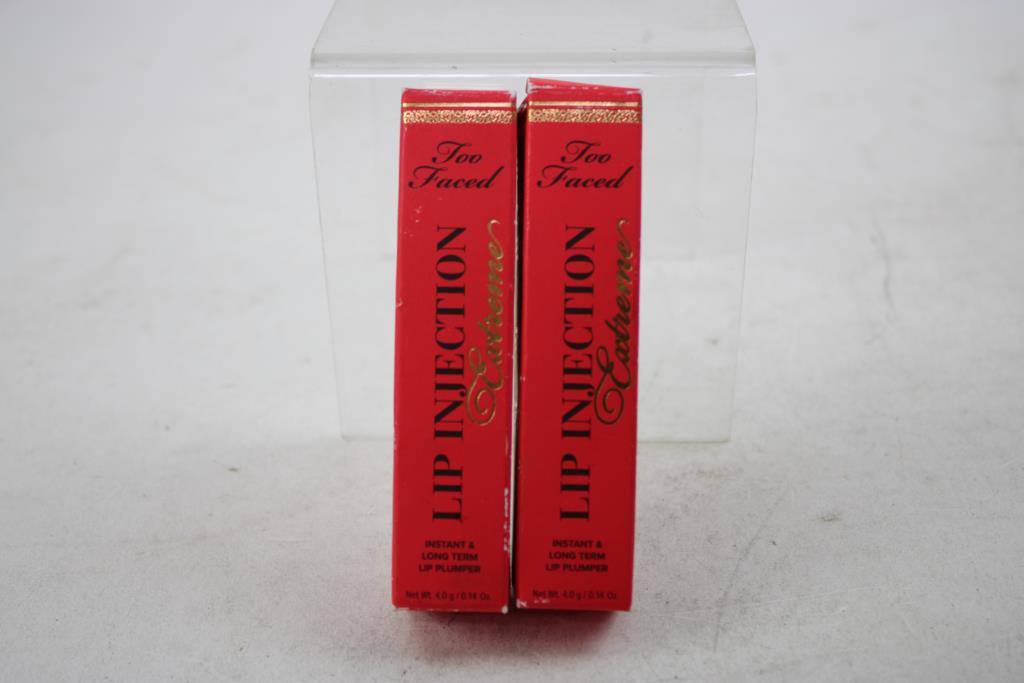 Too
Faced
LIP INJECTION
Extreme
INSTANT &
LONG TERM
LIP PLUMPER
Net Wt. 4.0 g / 0.14 Oz.
Too
Faced
LIP INJECTION
Extreme
INSTANT &
LONG TERM
LIP PLUMPER
Net Wt. 4.0 g / 0.14 Oz.